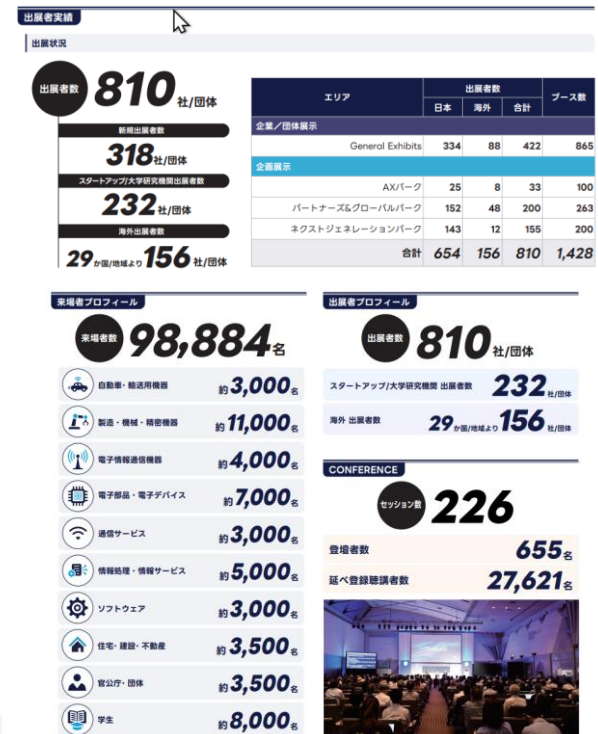 出展者実績
出展状況
出展者数 810 社/団体
新規出展者数
318社/団体
スタートアップ/大学研究機関出展者数
232社/団体
海外出展者数
29か国/地域より156社/団体
エリア 出展者数 ブース数
日本 海外 合計
企業／団体展示
General Exhibits 334 88 422 865
企画展示
AXパーク 25 8 33 100
パートナーズ&グローバルパーク 152 48 200 263
ネクストジェネレーションパーク 143 12 155 200
合計 654 156 810 1,428
来場者プロフィール
来場者数 98,884名
自動車・輸送用機器 約3,000名
製造・機械・精密機器 約11,000名
電子情報通信機器 約4,000名
電子部品・電子デバイス 約7,000名
通信サービス 約3,000名
情報処理・情報サービス 約5,000名
ソフトウェア 約3,000名
住宅・建設・不動産 約3,500名
官公庁・団体 約3,500名
学生 約8,000名
出展者プロフィール
出展者数 810 社/団体
スタートアップ/大学研究機関 出展者数 232社/団体
海外 出展者数 29か国/地域より156社/団体
CONFERENCE
セッション数 226
登壇者数 655名
延べ登録聴講者数 27,621名